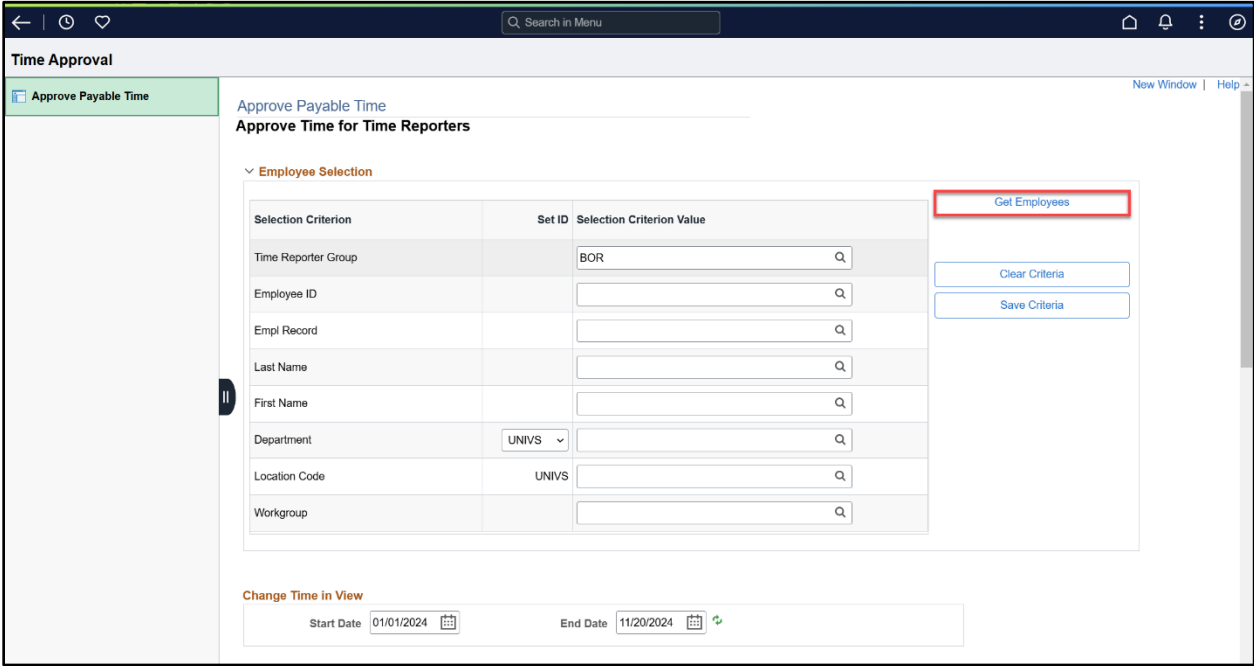 Search in Menu
Time Approval
Approve Payable Time
New Window | Help
Approve Payable Time
Approve Time for Time Reporters
Employee Selection
Selection Criterion Set ID Selection Criterion Value
Get Employees
Time Reporter Group BOR
Clear Criteria
Employee ID
Save Criteria
Empl Record
Last Name
First Name
Department UNIVS
Location Code UNIVS
Workgroup
Change Time in View
Start Date 01/01/2024 End Date 11/20/2024